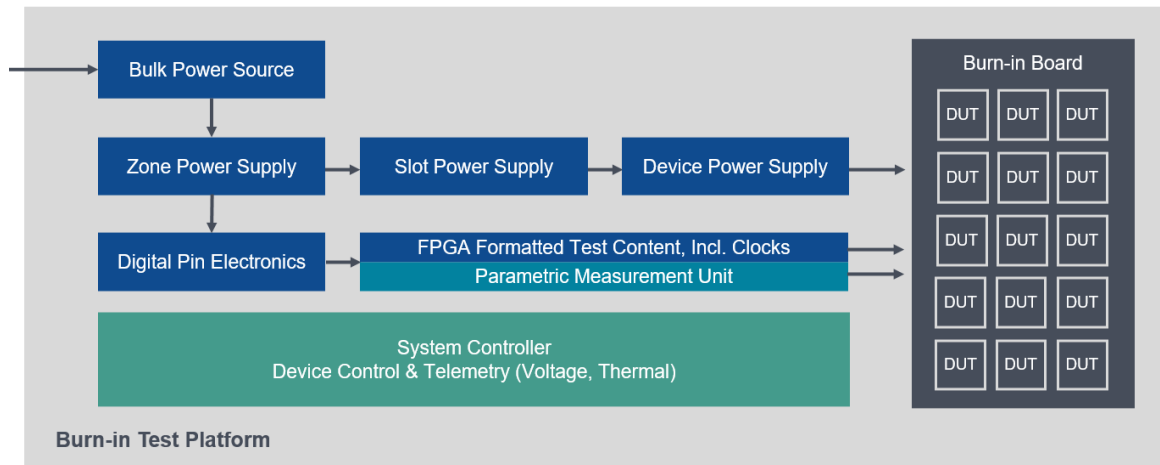 Bulk Power Source
Burn-in Board
Zone Power Supply
Slot Power Supply
Device Power Supply
Digital Pin Electronics
FPGA Formatted Test Content, Incl. Clocks
Parametric Measurement Unit
System Controller
Device Control & Telemetry (Voltage, Thermal)
DUT DUT DUT
DUT DUT DUT
DUT DUT DUT
DUT DUT DUT
DUT DUT DUT
Burn-in Test Platform